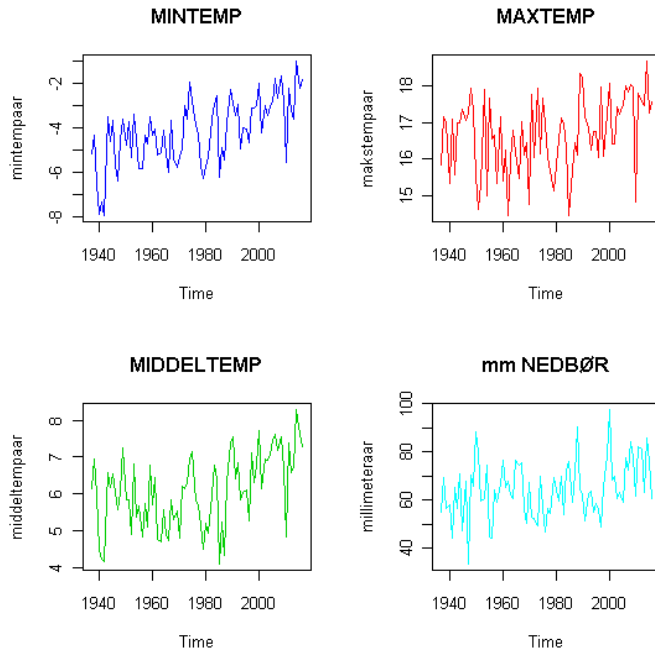 MINTEMP
mintempaar
-2
-4
-6
-8
1940 1960 1980 2000
Time
MAXTEMP
makstempaar
18
17
16
15
1940 1960 1980 2000
Time
MIDDELTEMP
middeltempaar
8
7
6
5
4
1940 1960 1980 2000
Time
mm NEDBØR
millimeteraar
100
80
60
40
1940 1960 1980 2000
Time